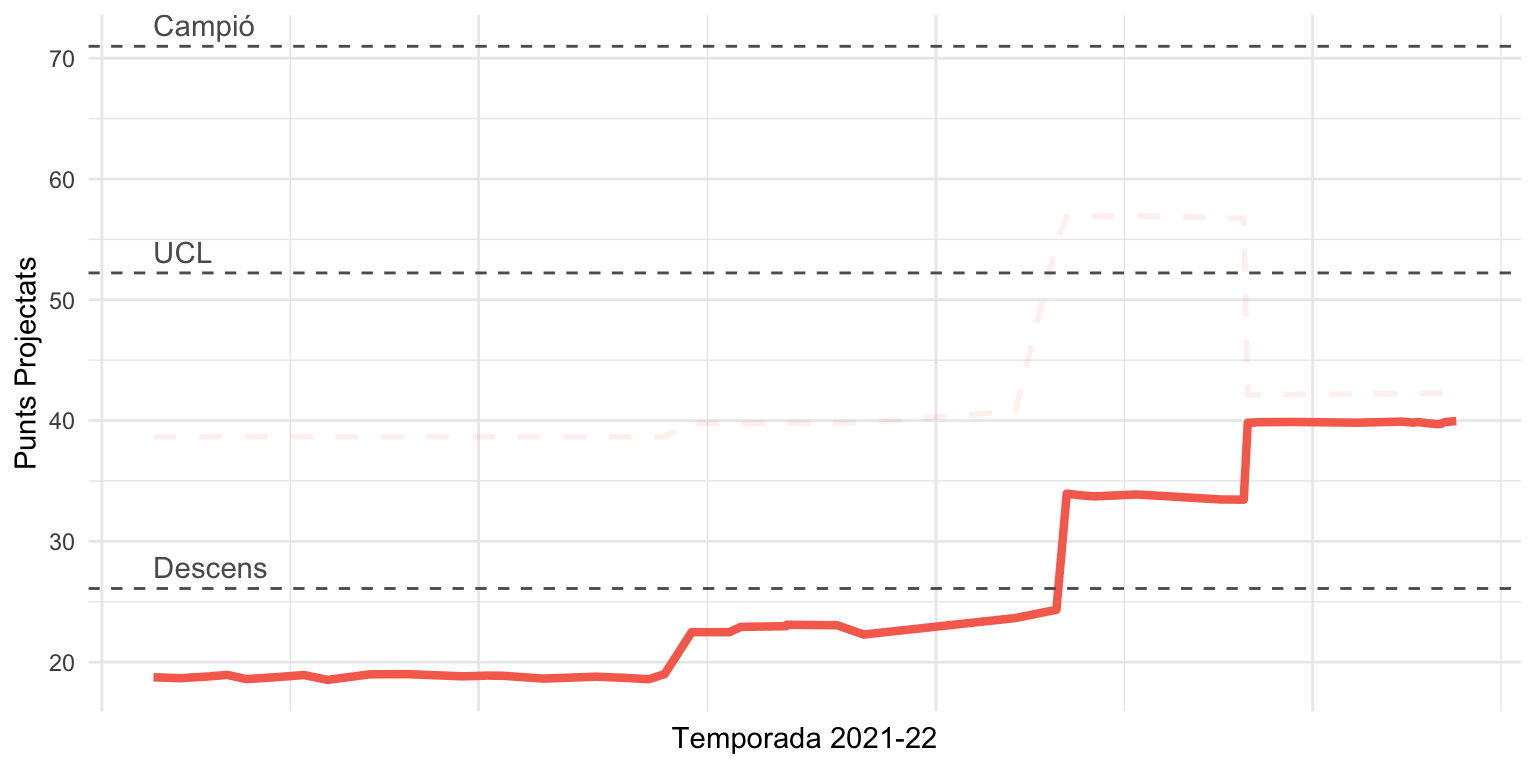 Campió
70
60
UCL
50
Punts Projectats
40
30
Descens
20
Temporada 2021-22